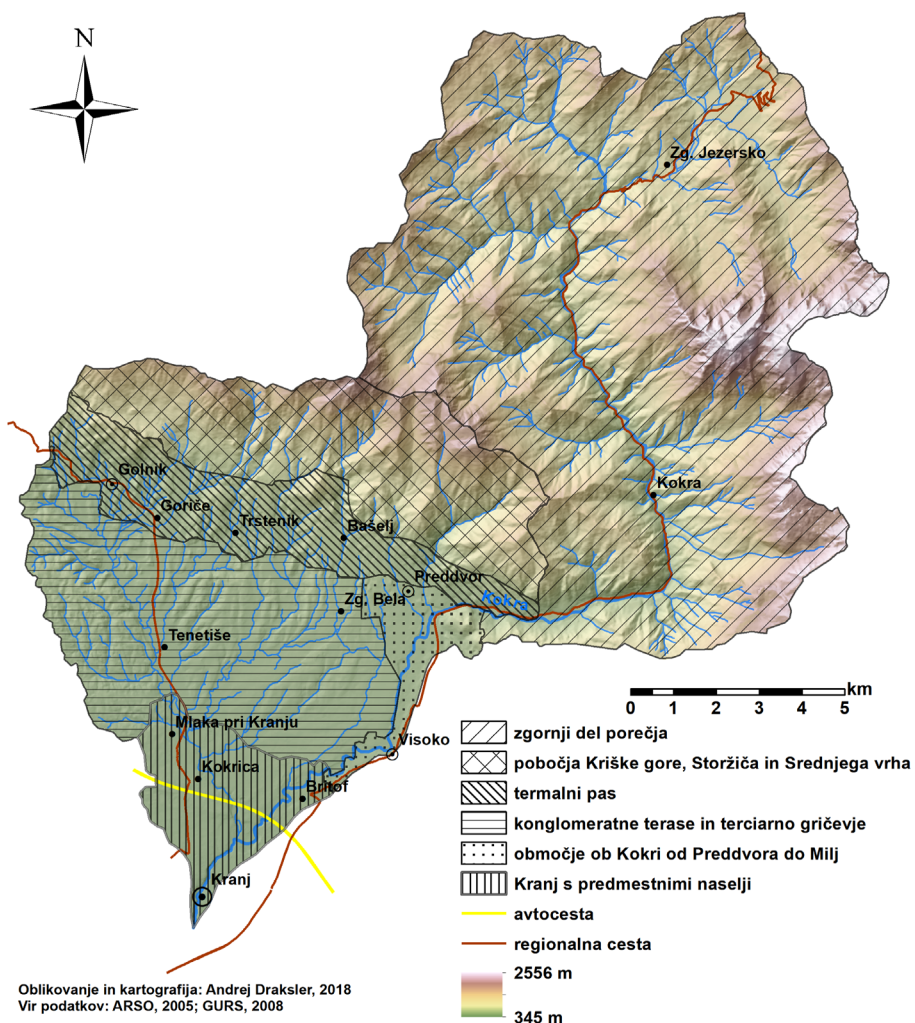 N
Zg. Jezersko
Golnik
Goriče
Trstenik
Bašelj
Kokra
Preddvor
Kokra
Zg. Bela
Tenetiše
Mlaka pri Kranju
Visoko
Kokrica
Britof
Kranj
km
0 1 2 3 4 5
zgornji del porečja
pobočja Kriške gore, Storžiča in Srednjega vrha
termalni pas
konglomeratne terase in terciarno gričevje
območje ob Kokri od Preddvora do Milj
Kranj s predmestnimi naselji
avtocesta
regionalna cesta
2556 m
345 m
Oblikovanje in kartografija: Andrej Draksler, 2018
Vir podatkov: ARSO, 2005; GURS, 2008